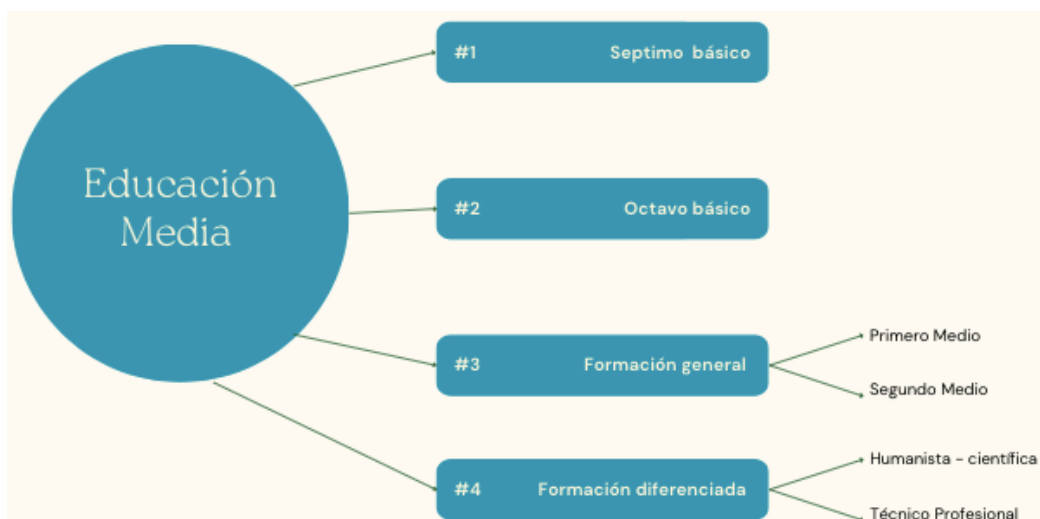 Educación
Media
#1 Septimo básico
#2 Octavo básico
#3 Formación general
Primero Medio
Segundo Medio
#4 Formación diferenciada
Humanista - científica
Técnico Profesional